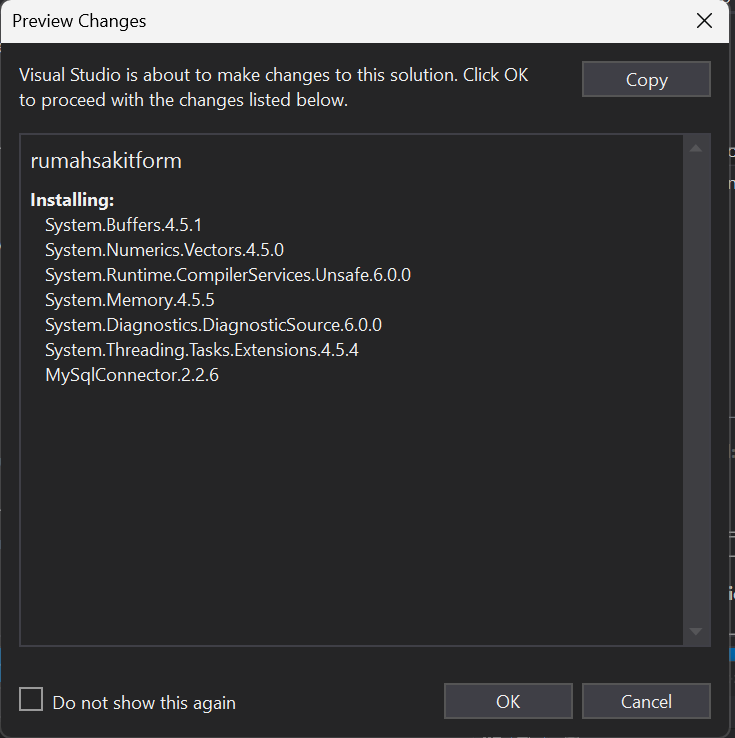 Preview Changes
Visual Studio is about to make changes to this solution. Click OK
to proceed with the changes listed below.
Copy
rumahsakitform
Installing:
System.Buffers.4.5.1
System.Numerics.Vectors.4.5.0
System.Runtime.CompilerServices.Unsafe.6.0.0
System.Memory.4.5.5
System.Diagnostics.DiagnosticSource.6.0.0
System.Threading.Tasks.Extensions.4.5.4
MySqlConnector.2.2.6
Do not show this again
OK
Cancel